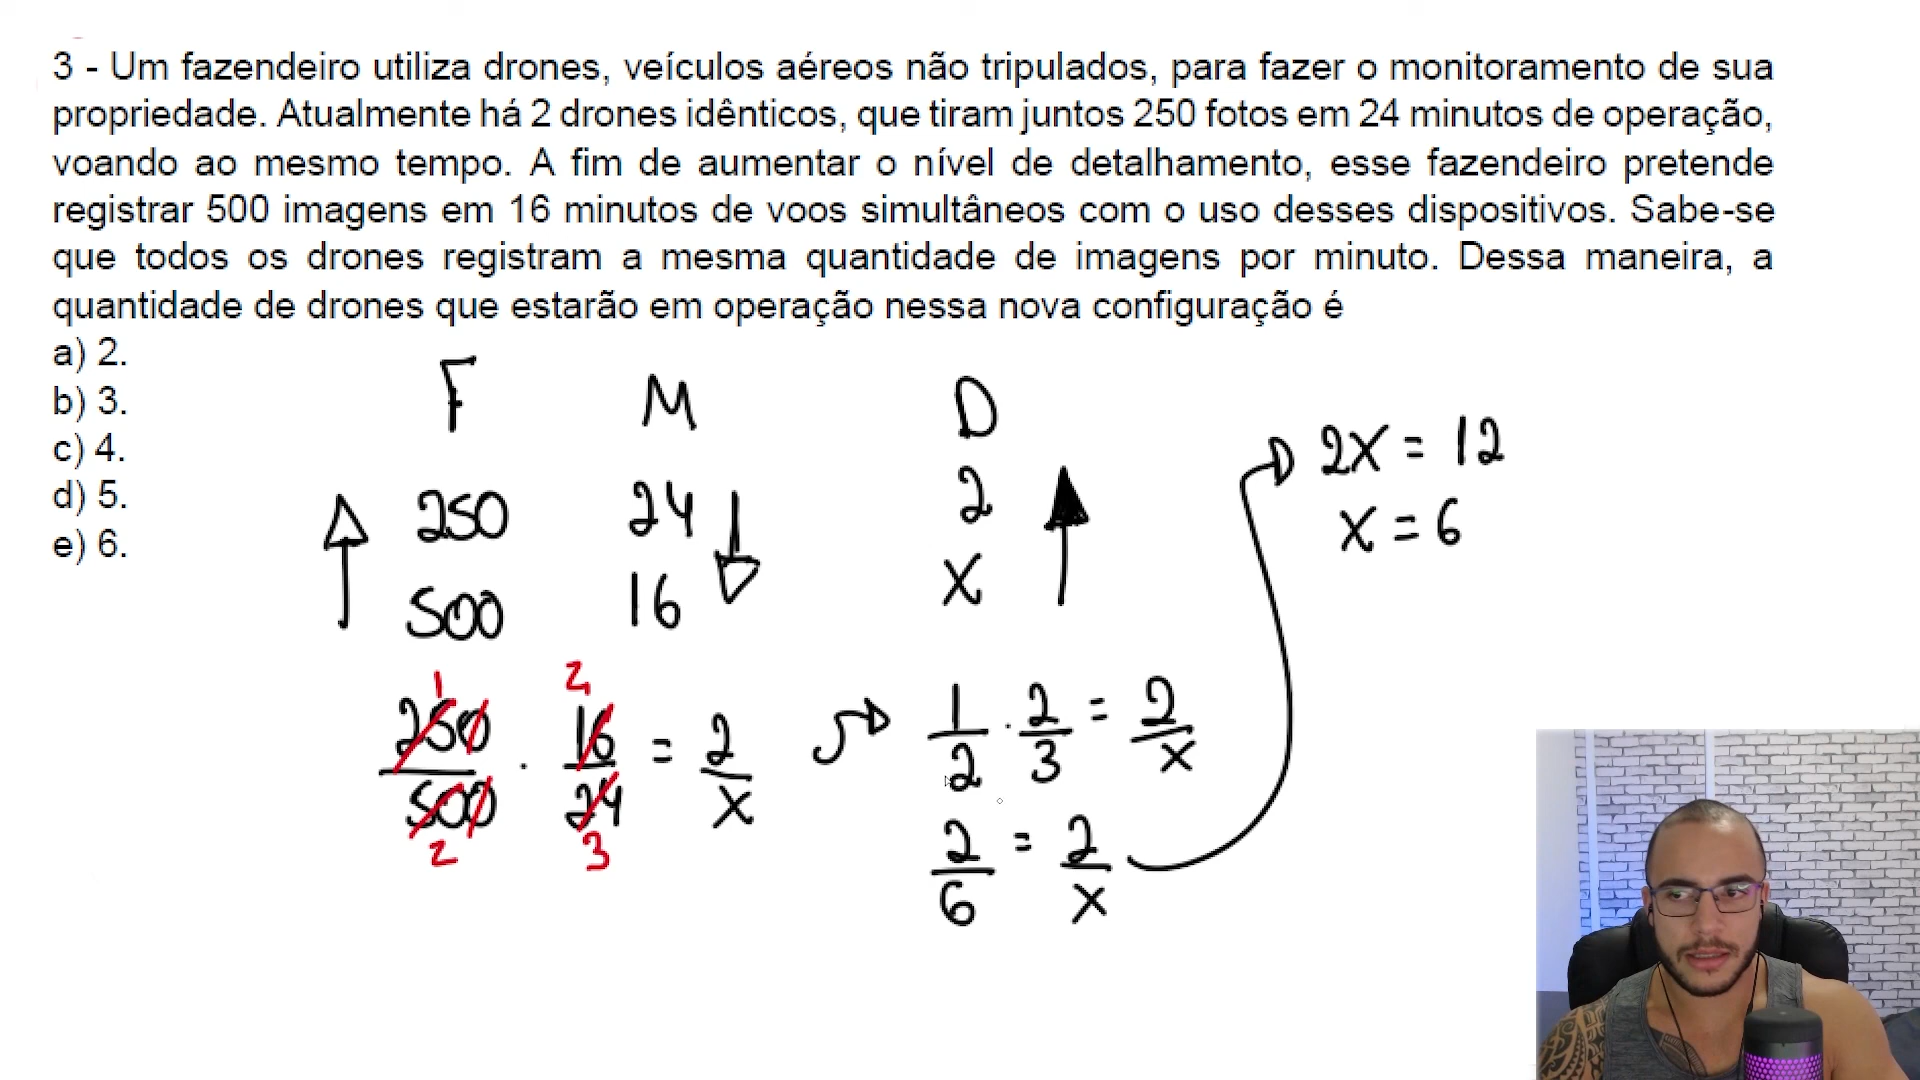 3 - Um fazendeiro utiliza drones, veículos aéreos não tripulados, para fazer o monitoramento de sua
propriedade. Atualmente há 2 drones idênticos, que tiram juntos 250 fotos em 24 minutos de operação,
voando ao mesmo tempo. A fim de aumentar o nível de detalhamento, esse fazendeiro pretende
registrar 500 imagens em 16 minutos de voos simultâneos com o uso desses dispositivos. Sabe-se
que todos os drones registram a mesma quantidade de imagens por minuto. Dessa maneira, a
quantidade de drones que estarão em operação nessa nova configuração é
a) 2.
b) 3.
c) 4.
d) 5.
e) 6.
F M D
250 24 2
500 16 X
1 2
250/500 · 16/24 = 2/X
2 3
1/2 · 2/3 = 2/X
2/6 = 2/X
2X = 12
X = 6